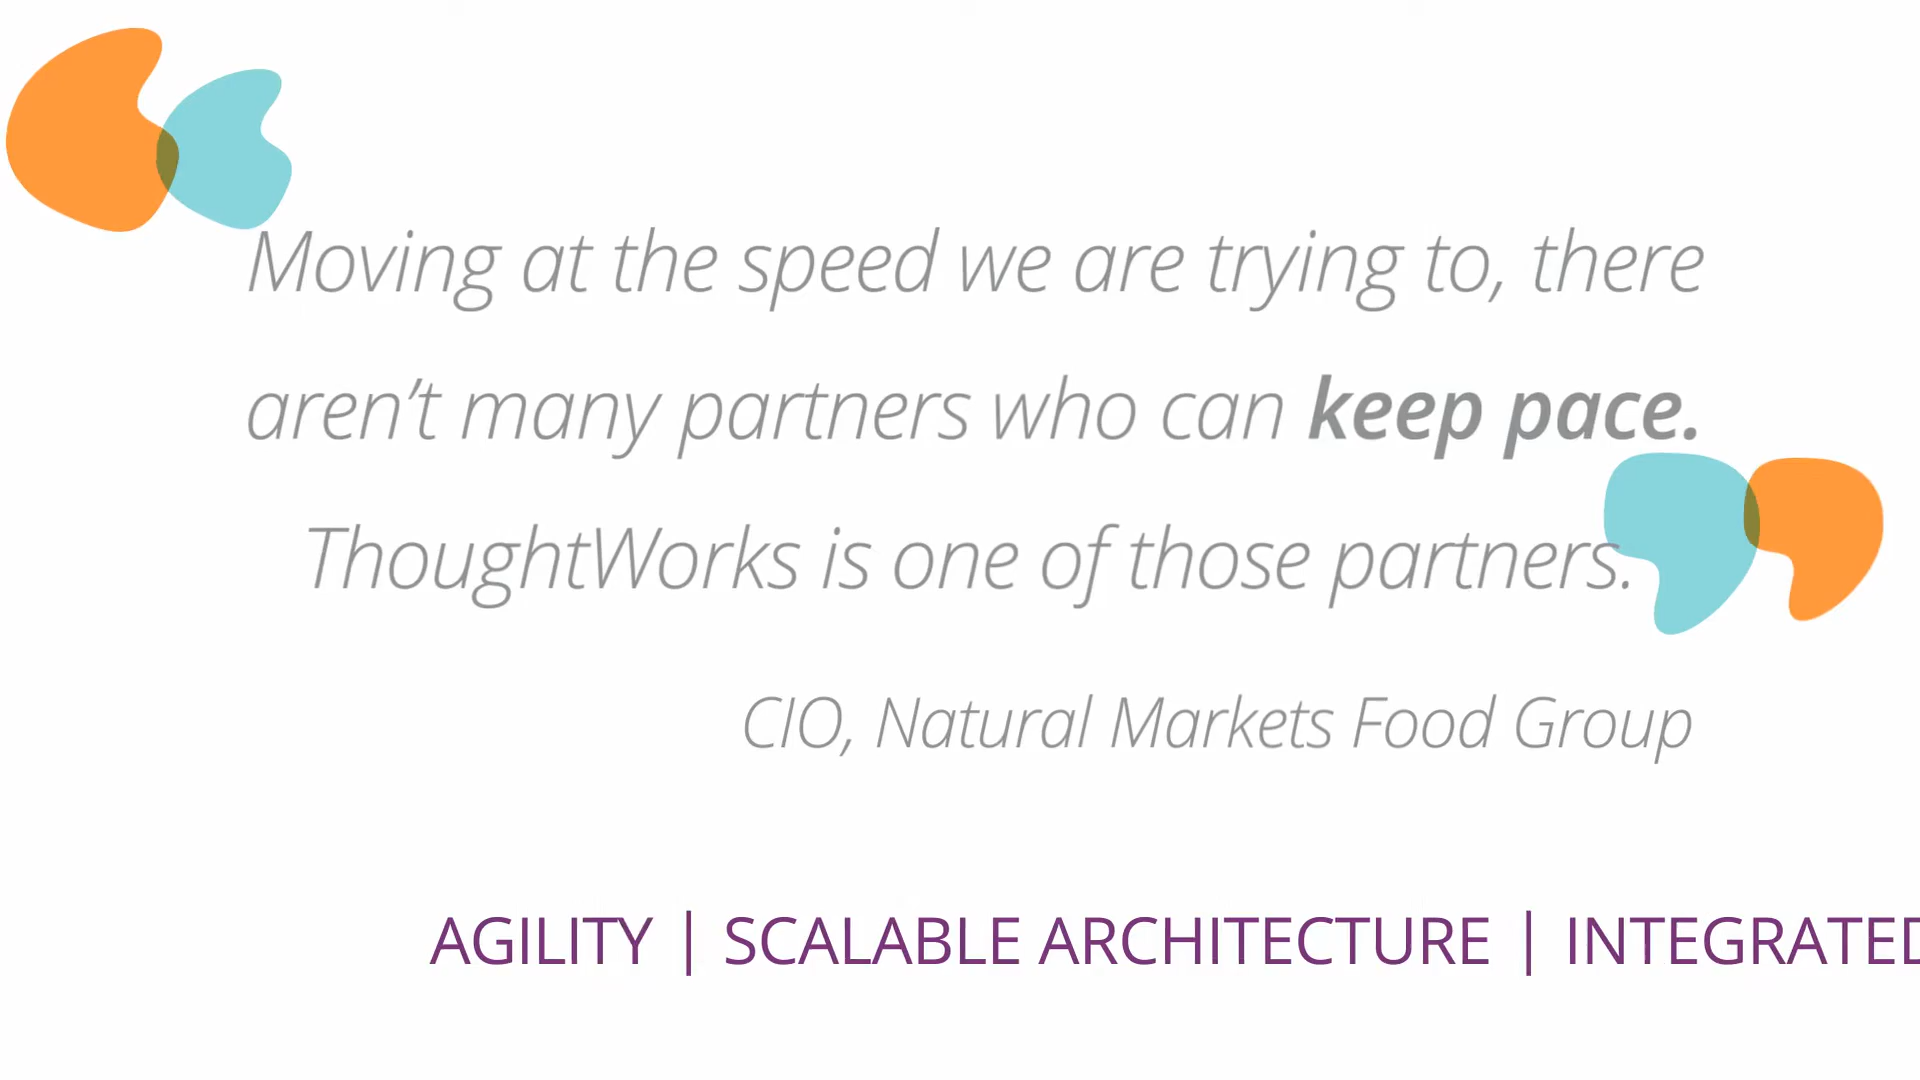 Moving at the speed we are trying to, there
aren’t many partners who can keep pace.
ThoughtWorks is one of those partners.
CIO, Natural Markets Food Group
AGILITY | SCALABLE ARCHITECTURE | INTEGRATED